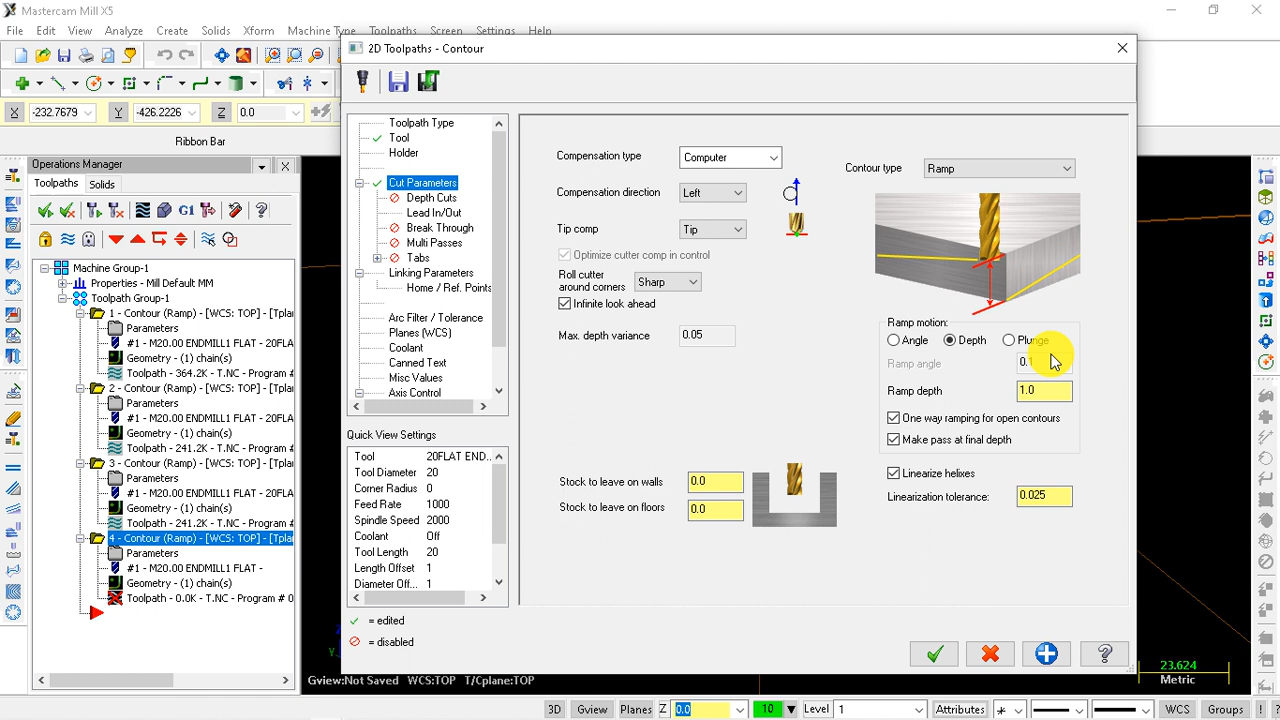 Mastercam Mill X5
File Edit View Analyze Create Solids Xform Machine Type Toolpaths Screen Settings Help
2D Toolpaths - Contour
X -232.7679 Y -426.2226 Z 0.0
Ribbon Bar
Operations Manager
Toolpaths Solids
G1
Machine Group-1
Properties - Mill Default MM
Toolpath Group-1
1 - Contour (Ramp) - [WCS: TOP] - [Tplan
Parameters
#1 - M20.00 ENDMILL1 FLAT - 20FLA
Geometry - (1) chain(s)
Toolpath - 364.2K - T.NC - Program #
2 - Contour (Ramp) - [WCS: TOP] - [Tplan
Parameters
#1 - M20.00 ENDMILL1 FLAT - 20FLA
Geometry - (1) chain(s)
Toolpath - 241.2K - T.NC - Program #
3 - Contour (Ramp) - [WCS: TOP] - [Tplan
Parameters
#1 - M20.00 ENDMILL1 FLAT - 20FLA
Geometry - (1) chain(s)
Toolpath - 241.2K - T.NC - Program #
4 - Contour (Ramp) - [WCS: TOP] - [Tplan
Parameters
#1 - M20.00 ENDMILL1 FLAT -
Geometry - (1) chain(s)
Toolpath - 0.0K - T.NC - Program # 0
Toolpath Type
Tool
Holder
Cut Parameters
Depth Cuts
Lead In/Out
Break Through
Multi Passes
Tabs
Linking Parameters
Home / Ref. Points
Arc Filter / Tolerance
Planes (WCS)
Coolant
Canned Text
Misc Values
Axis Control
Quick View Settings
Tool 20FLAT END...
Tool Diameter 20
Corner Radius 0
Feed Rate 1000
Spindle Speed 2000
Coolant Off
Tool Length 20
Length Offset 1
Diameter Off... 1
= edited
= disabled
Compensation type Computer
Compensation direction Left
Tip comp Tip
Optimize cutter comp in control
Roll cutter around corners Sharp
Infinite look ahead
Max. depth variance 0.05
Stock to leave on walls 0.0
Stock to leave on floors 0.0
Contour type Ramp
Ramp motion:
Angle Depth Plunge
Ramp angle 0.1
Ramp depth 1.0
One way ramping for open contours
Make pass at final depth
Linearize helixes
Linearization tolerance: 0.025
Y
Gview:Not Saved WCS:TOP T/Cplane:TOP
23.624
Metric
3D Gview Planes Z 0.0 10 Level 1 Attributes WCS Groups